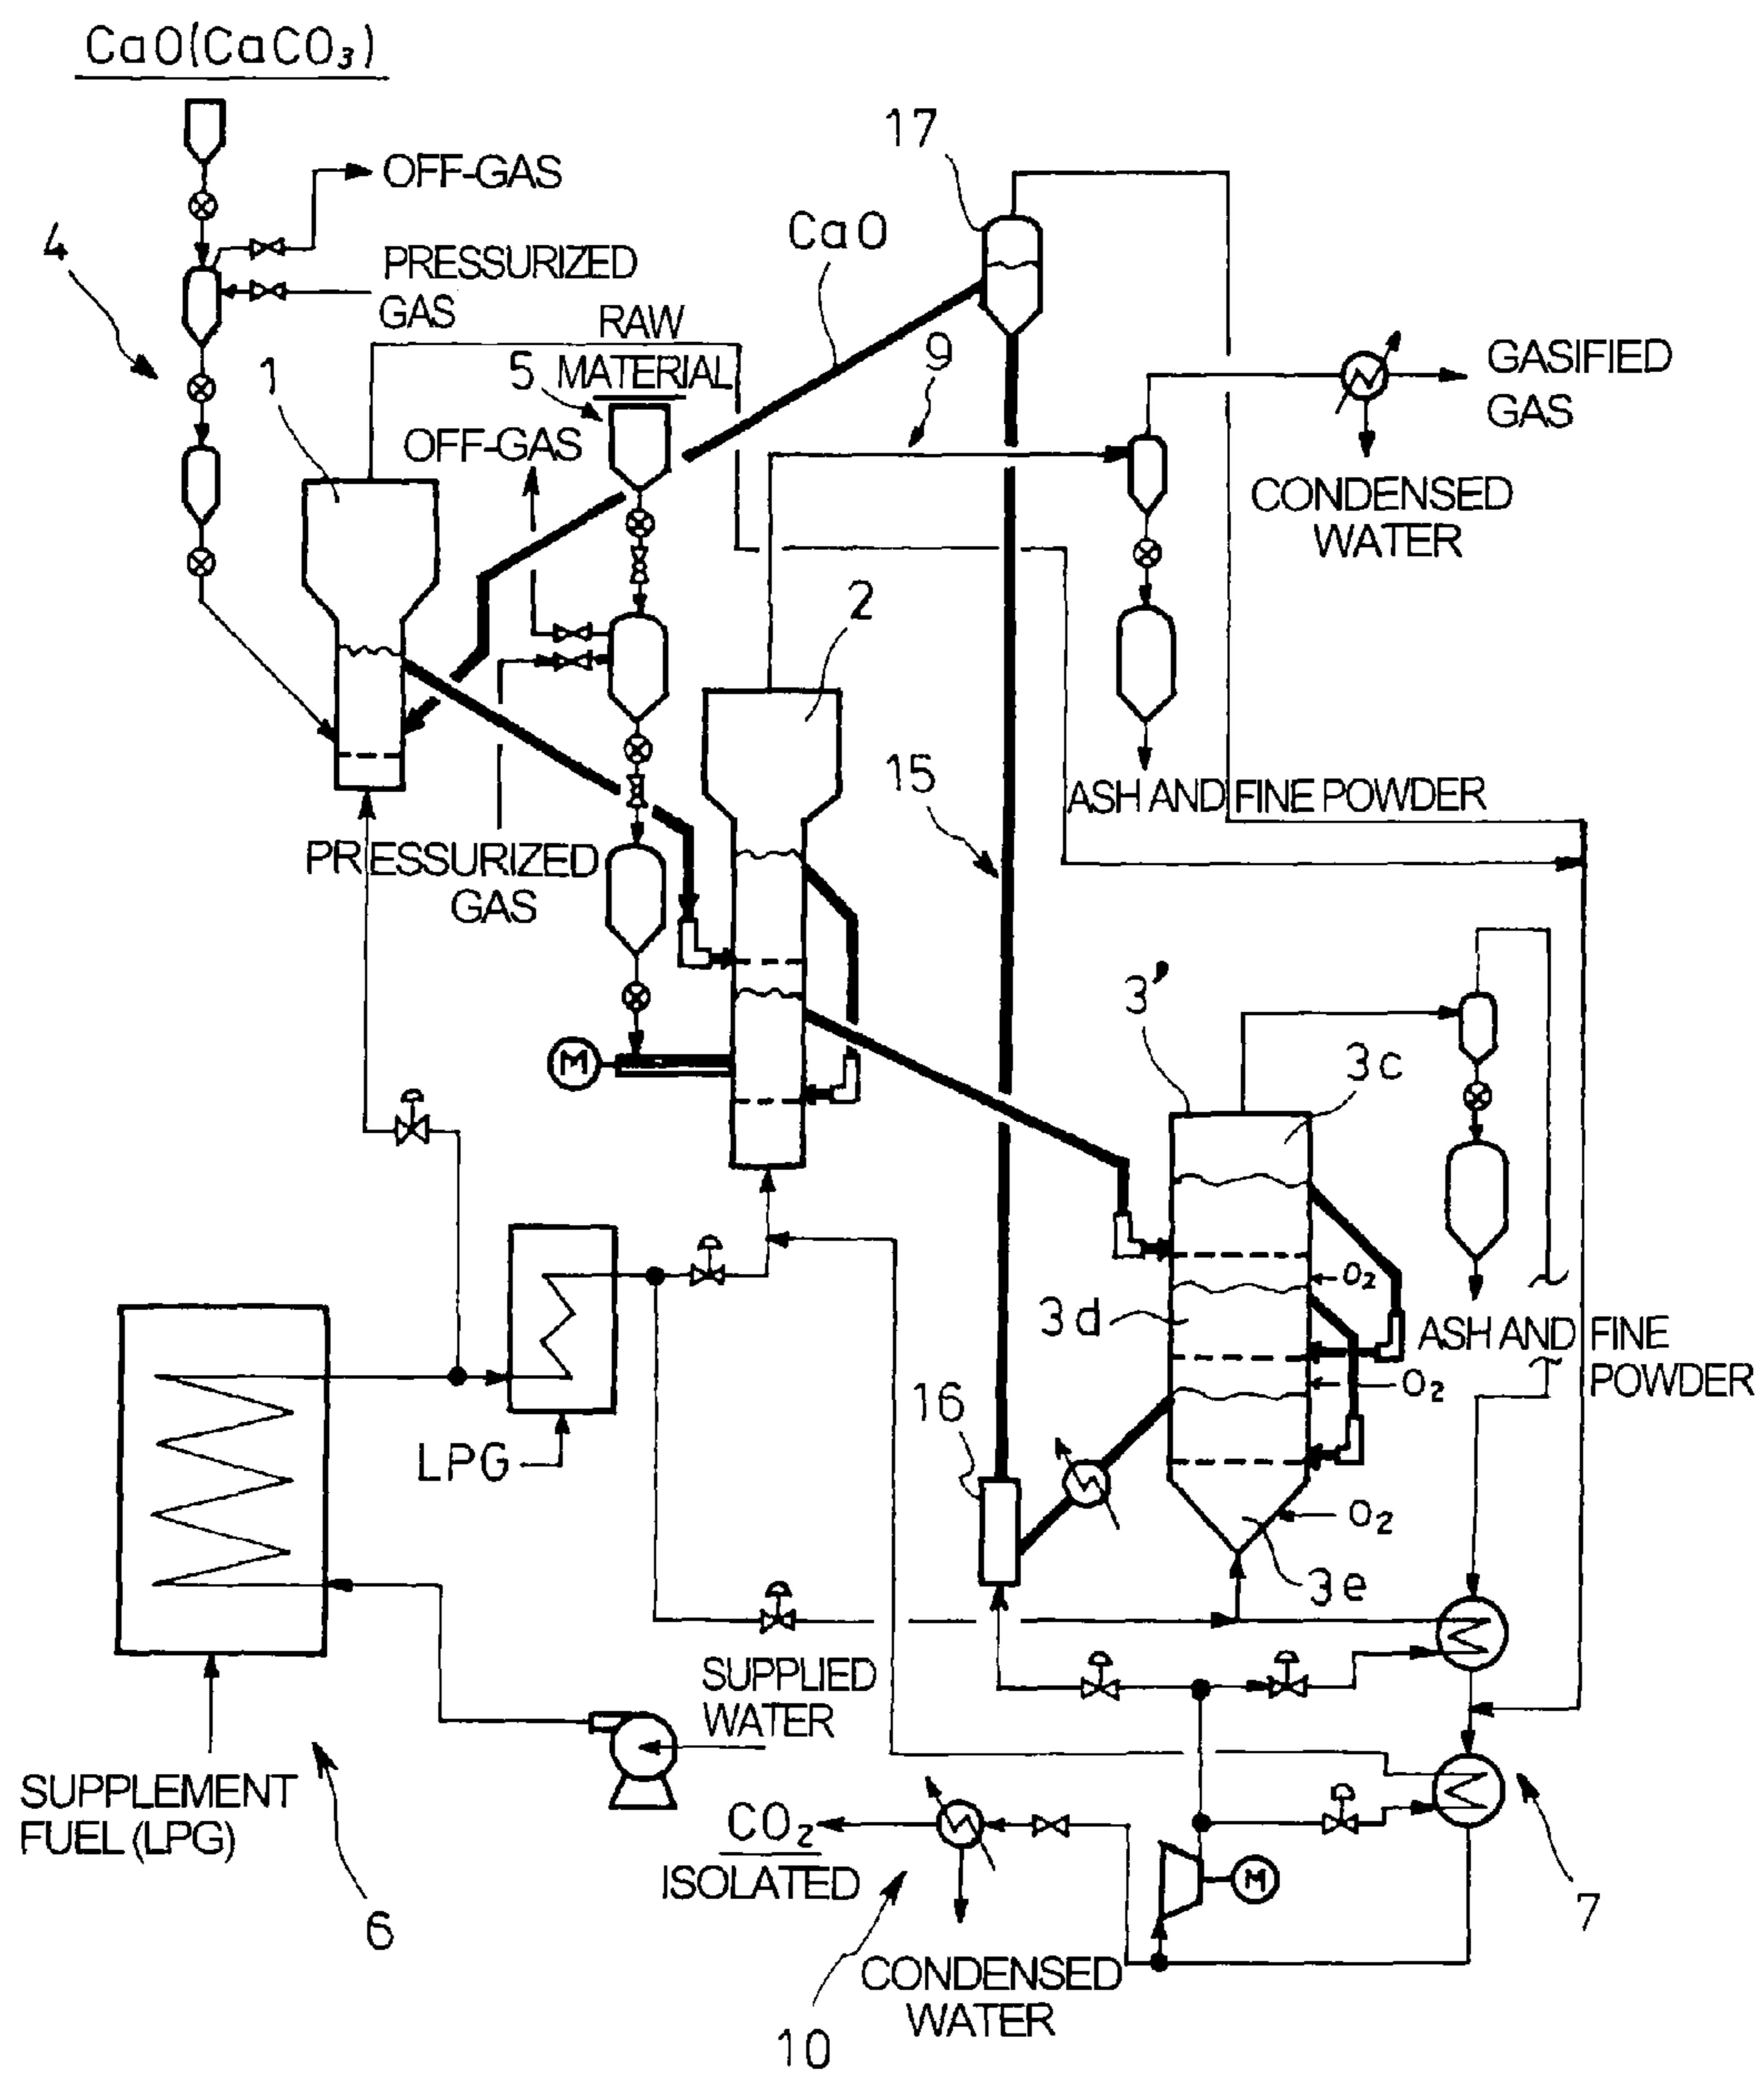 CaO(CaCO₃)
17
OFF-GAS
4
CaO
PRESSURIZED
GAS
RAW
MATERIAL
9
5
1
GASIFIED
GAS
OFF-GAS
CONDENSED
WATER
2
15
ASH AND FINE POWDER
PRESSURIZED
GAS
3'
3c
M
O₂
3d
ASH AND FINE
POWDER
O₂
16
LPG
O₂
3e
SUPPLIED
WATER
SUPPLEMENT
FUEL (LPG)
CO₂
ISOLATED
M
7
6
CONDENSED
WATER
10